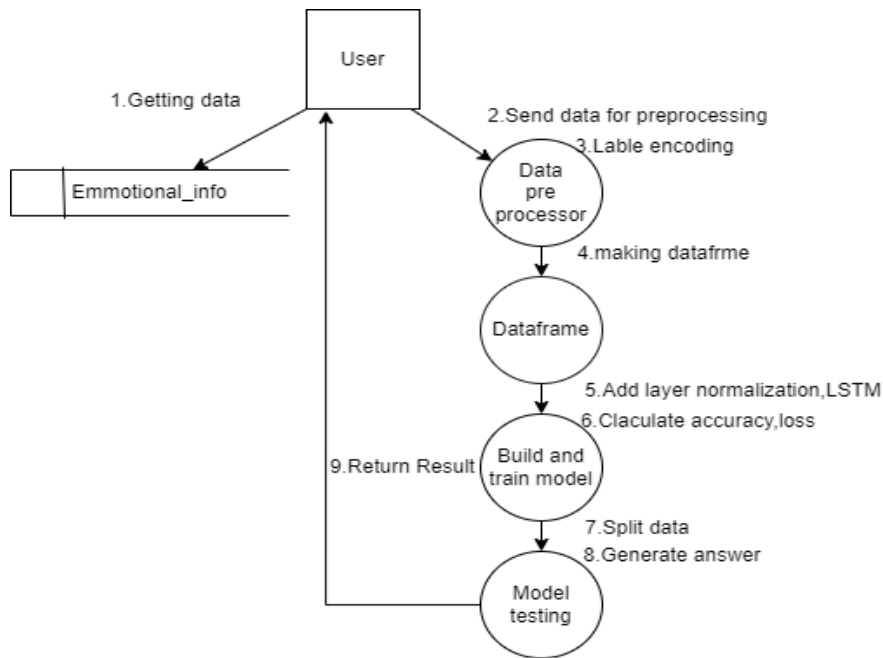 User
1.Getting data
2.Send data for preprocessing
3.Lable encoding
Emmotional_info
Data
pre
processor
4.making datafrme
Dataframe
5.Add layer normalization,LSTM
6.Claculate accuracy,loss
Build and
train model
9.Return Result
7.Split data
8.Generate answer
Model
testing